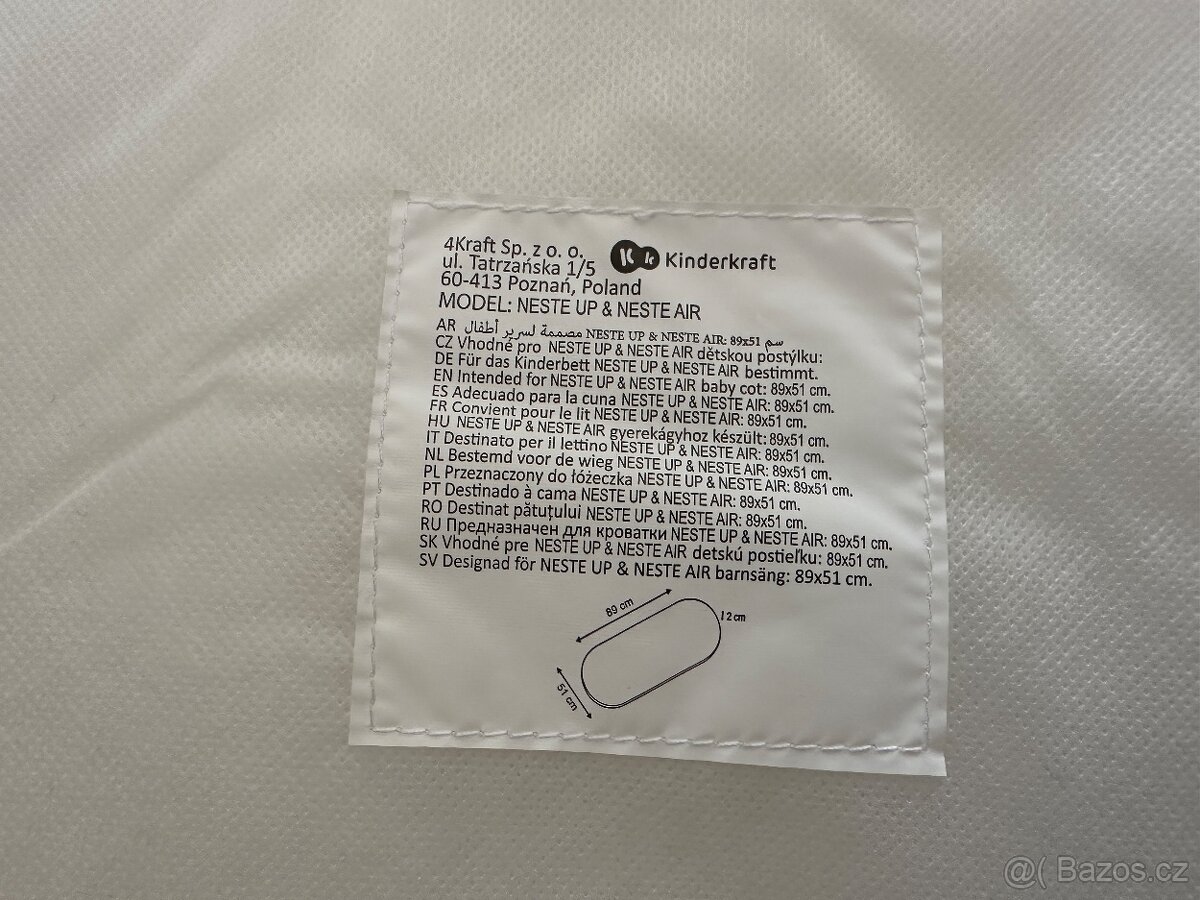 4Kraft Sp. z o. o.
ul. Tatrzańska 1/5
60-413 Poznań, Poland
K k Kinderkraft
MODEL: NESTE UP & NESTE AIR
AR مصممة لسرير أطفال NESTE UP & NESTE AIR: 89x51 سم
CZ Vhodné pro NESTE UP & NESTE AIR dětskou postýlku:
DE Für das Kinderbett NESTE UP & NESTE AIR bestimmt.
EN Intended for NESTE UP & NESTE AIR baby cot: 89x51 cm.
ES Adecuado para la cuna NESTE UP & NESTE AIR: 89x51 cm.
FR Convient pour le lit NESTE UP & NESTE AIR: 89x51 cm.
HU NESTE UP & NESTE AIR gyerekágyhoz készült: 89x51 cm.
IT Destinato per il lettino NESTE UP & NESTE AIR: 89x51 cm.
NL Bestemd voor de wieg NESTE UP & NESTE AIR: 89x51 cm.
PL Przeznaczony do łóżeczka NESTE UP & NESTE AIR: 89x51 cm.
PT Destinado à cama NESTE UP & NESTE AIR: 89x51 cm.
RO Destinat pătuțului NESTE UP & NESTE AIR: 89x51 cm.
RU Предназначен для кроватки NESTE UP & NESTE AIR: 89x51 cm.
SK Vhodné pre NESTE UP & NESTE AIR detskú postieľku: 89x51 cm.
SV Designad för NESTE UP & NESTE AIR barnsäng: 89x51 cm.
89 cm
2 cm
51 cm
@( Bazos.cz